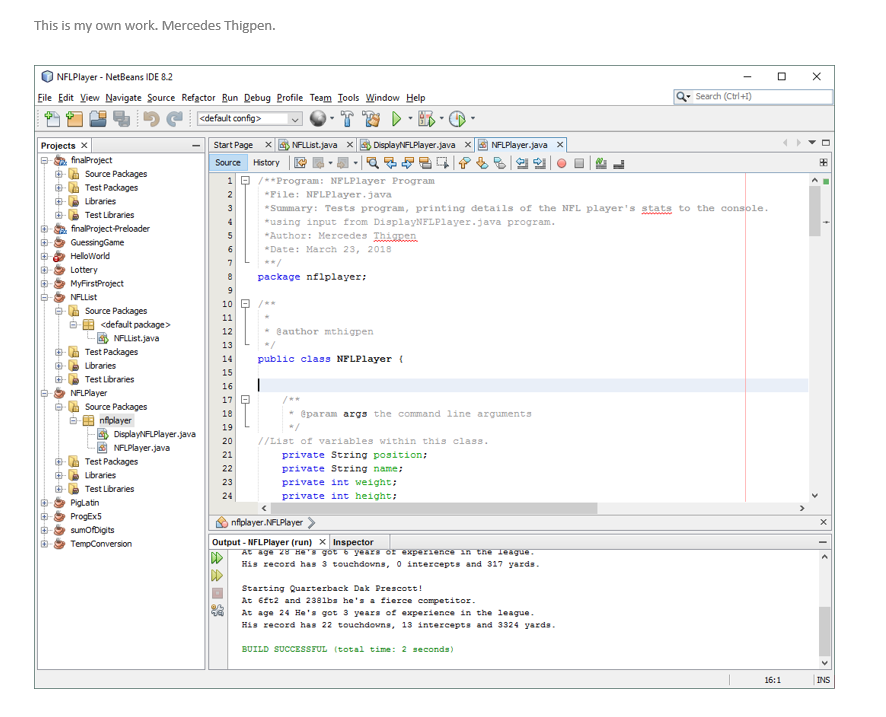 This is my own work. Mercedes Thigpen.
NFLPlayer - NetBeans IDE 8.2
File Edit View Navigate Source Refactor Run Debug Profile Team Tools Window Help
Search (Ctrl+I)
<default config>
Projects
finalProject
Source Packages
Test Packages
Libraries
Test Libraries
finalProject-Preloader
GuessingGame
HelloWorld
Lottery
MyFirstProject
NFLList
Source Packages
<default package>
NFLList.java
Test Packages
Libraries
Test Libraries
NFLPlayer
Source Packages
nflplayer
DisplayNFLPlayer.java
NFLPlayer.java
Test Packages
Libraries
Test Libraries
PigLatin
ProgEx5
sumOfDigits
TempConversion
Start Page NFLList.java DisplayNFLPlayer.java NFLPlayer.java
Source History
1 /**Program: NFLPlayer Program
2 *File: NFLPlayer.java
3 *Summary: Tests program, printing details of the NFL player's stats to the console.
4 *using input from DisplayNFLPlayer.java program.
5 *Author: Mercedes Thigpen
6 *Date: March 23, 2018
7 **/
8 package nflplayer;
9
10 /**
11 *
12 * @author mthigpen
13 */
14 public class NFLPlayer {
15
16
17 /**
18 * @param args the command line arguments
19 */
20 //List of variables within this class.
21 private String position;
22 private String name;
23 private int weight;
24 private int height;
nflplayer.NFLPlayer
Output - NFLPlayer (run) Inspector
At age 28 He's got 6 years of experience in the league.
His record has 3 touchdowns, 0 intercepts and 317 yards.
Starting Quarterback Dak Prescott!
At 6ft2 and 238lbs he's a fierce competitor.
At age 24 He's got 3 years of experience in the league.
His record has 22 touchdowns, 13 intercepts and 3324 yards.
BUILD SUCCESSFUL (total time: 2 seconds)
16:1 INS